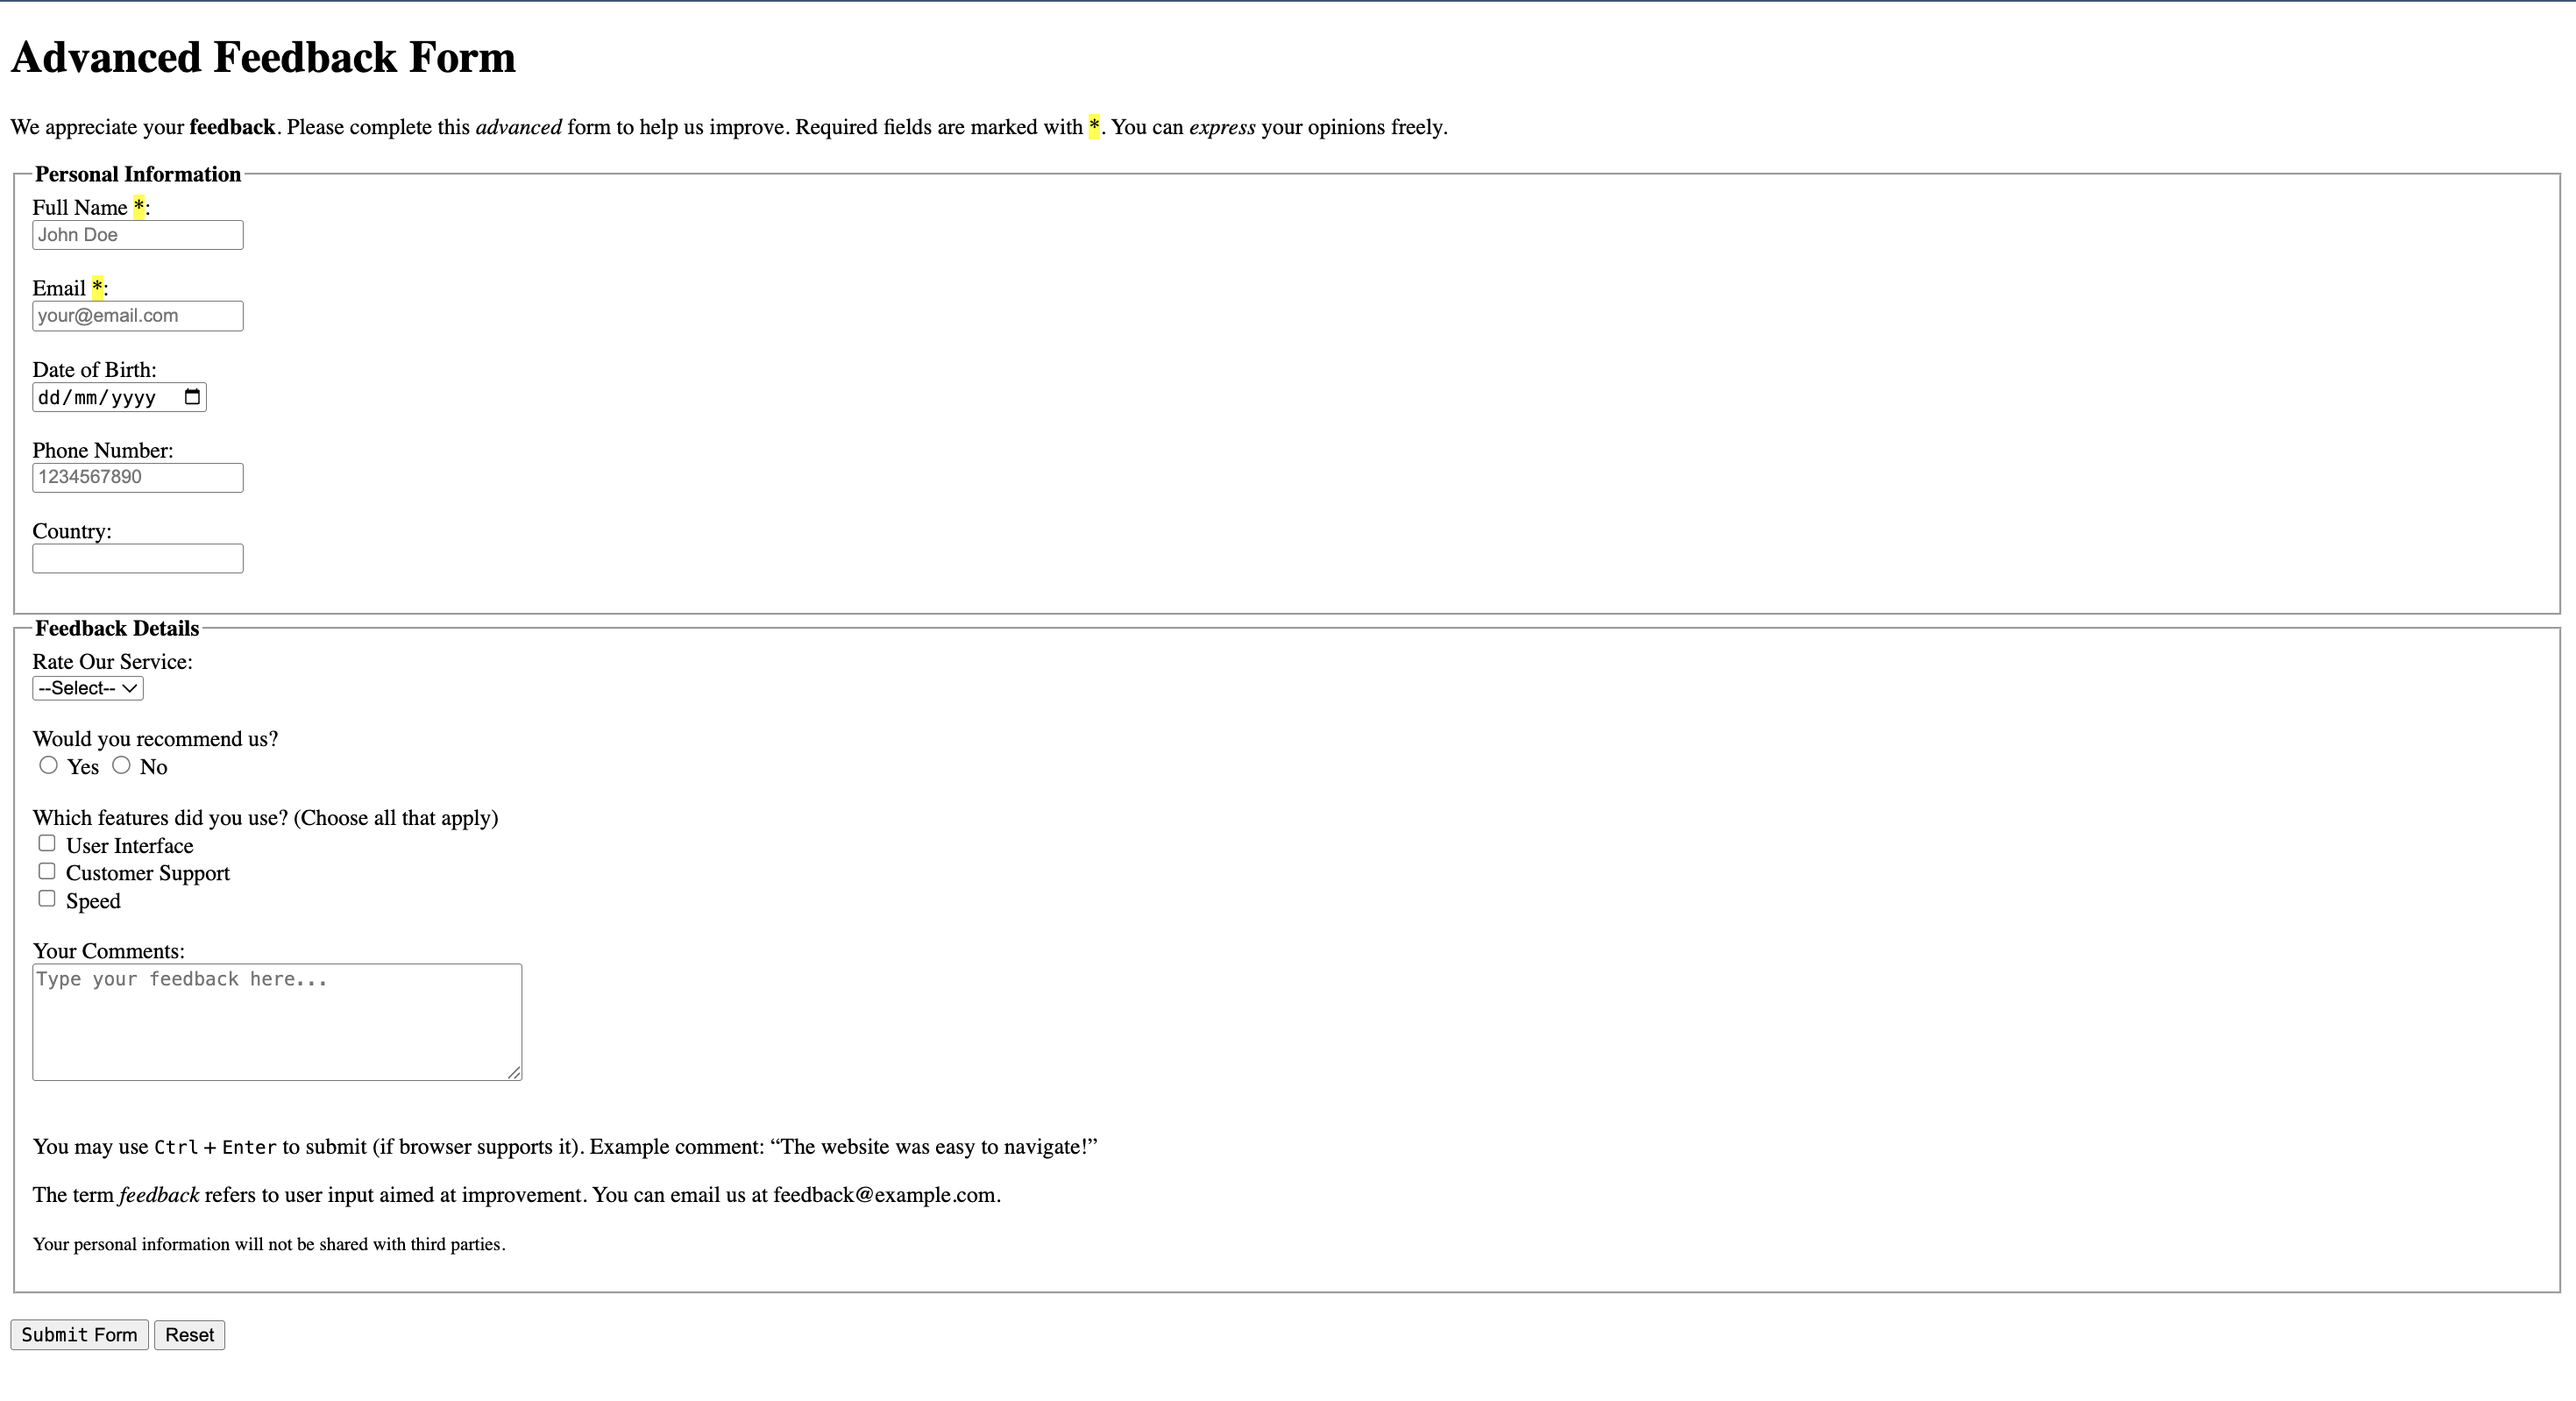 Advanced Feedback Form
We appreciate your feedback. Please complete this advanced form to help us improve. Required fields are marked with *. You can express your opinions freely.
Personal Information
Full Name *:
John Doe
Email *:
your@email.com
Date of Birth:
dd/mm/yyyy
Phone Number:
1234567890
Country:
Feedback Details
Rate Our Service:
--Select--
Would you recommend us?
Yes No
Which features did you use? (Choose all that apply)
User Interface
Customer Support
Speed
Your Comments:
Type your feedback here...
You may use Ctrl + Enter to submit (if browser supports it). Example comment: “The website was easy to navigate!”
The term feedback refers to user input aimed at improvement. You can email us at feedback@example.com.
Your personal information will not be shared with third parties.
Submit Form Reset